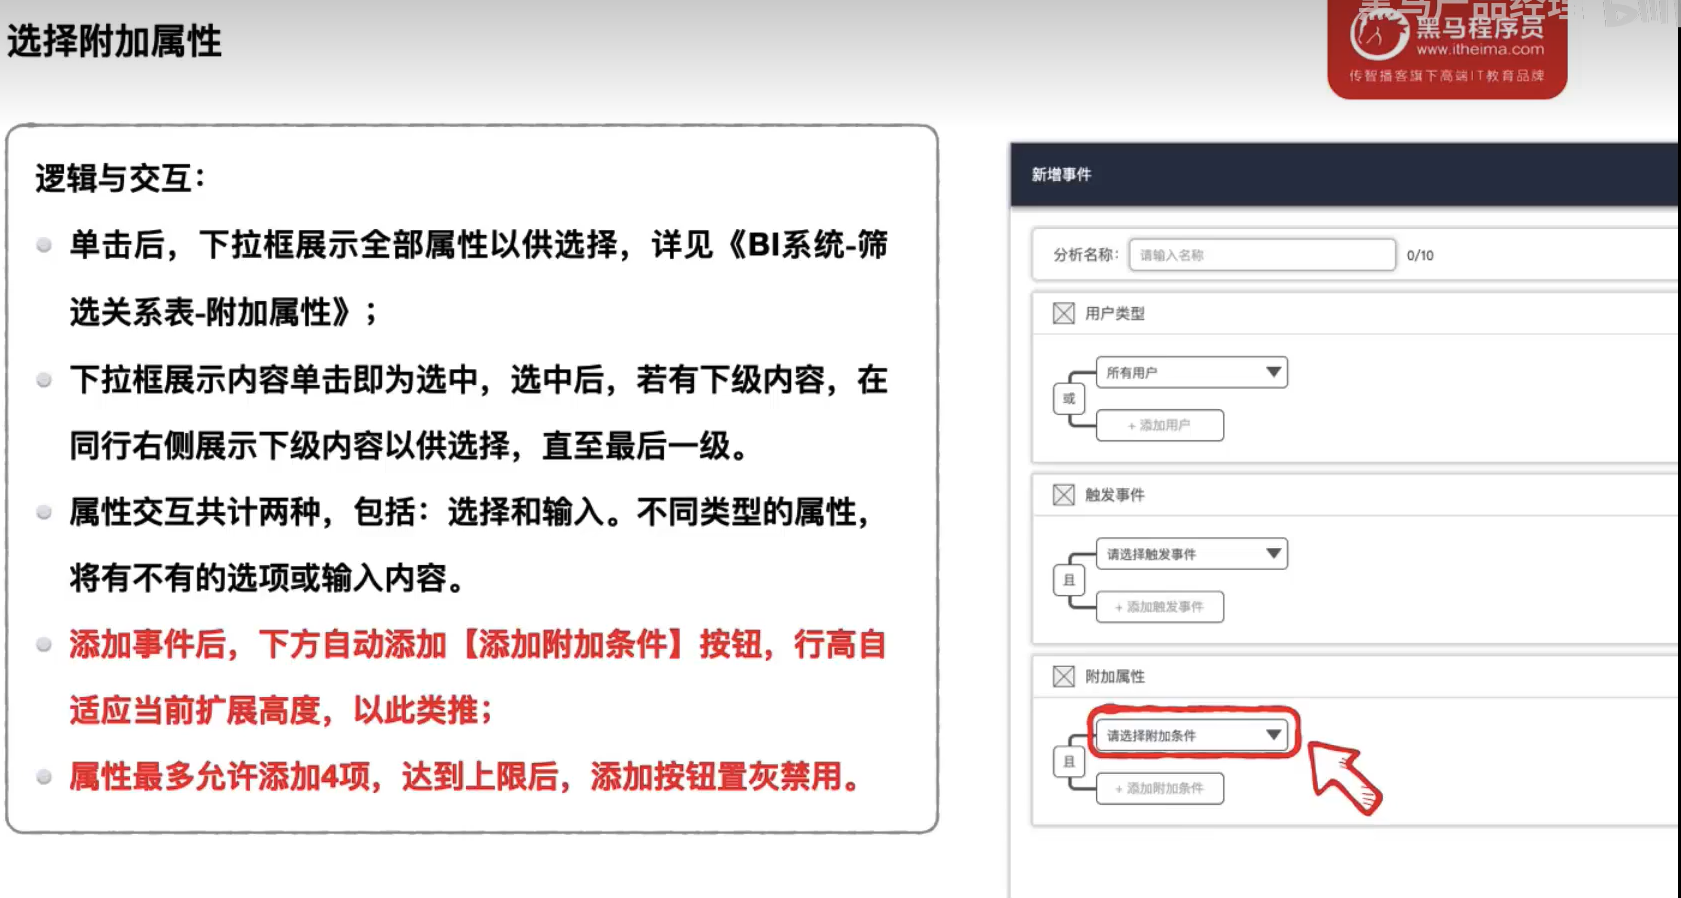 选择附加属性
黑马产品经理
黑马程序员
www.itheima.com
传智播客旗下高端IT教育品牌
逻辑与交互：
单击后，下拉框展示全部属性以供选择，详见《BI系统-筛
选关系表-附加属性》；
下拉框展示内容单击即为选中，选中后，若有下级内容，在
同行右侧展示下级内容以供选择，直至最后一级。
属性交互共计两种，包括：选择和输入。不同类型的属性，
将有不有的选项或输入内容。
添加事件后，下方自动添加【添加附加条件】按钮，行高自
适应当前扩展高度，以此类推；
属性最多允许添加4项，达到上限后，添加按钮置灰禁用。
新增事件
分析名称： 请输入名称 0/10
用户类型
所有用户
或
+ 添加用户
触发事件
请选择触发事件
且
+ 添加触发事件
附加属性
请选择附加条件
且
+ 添加附加条件